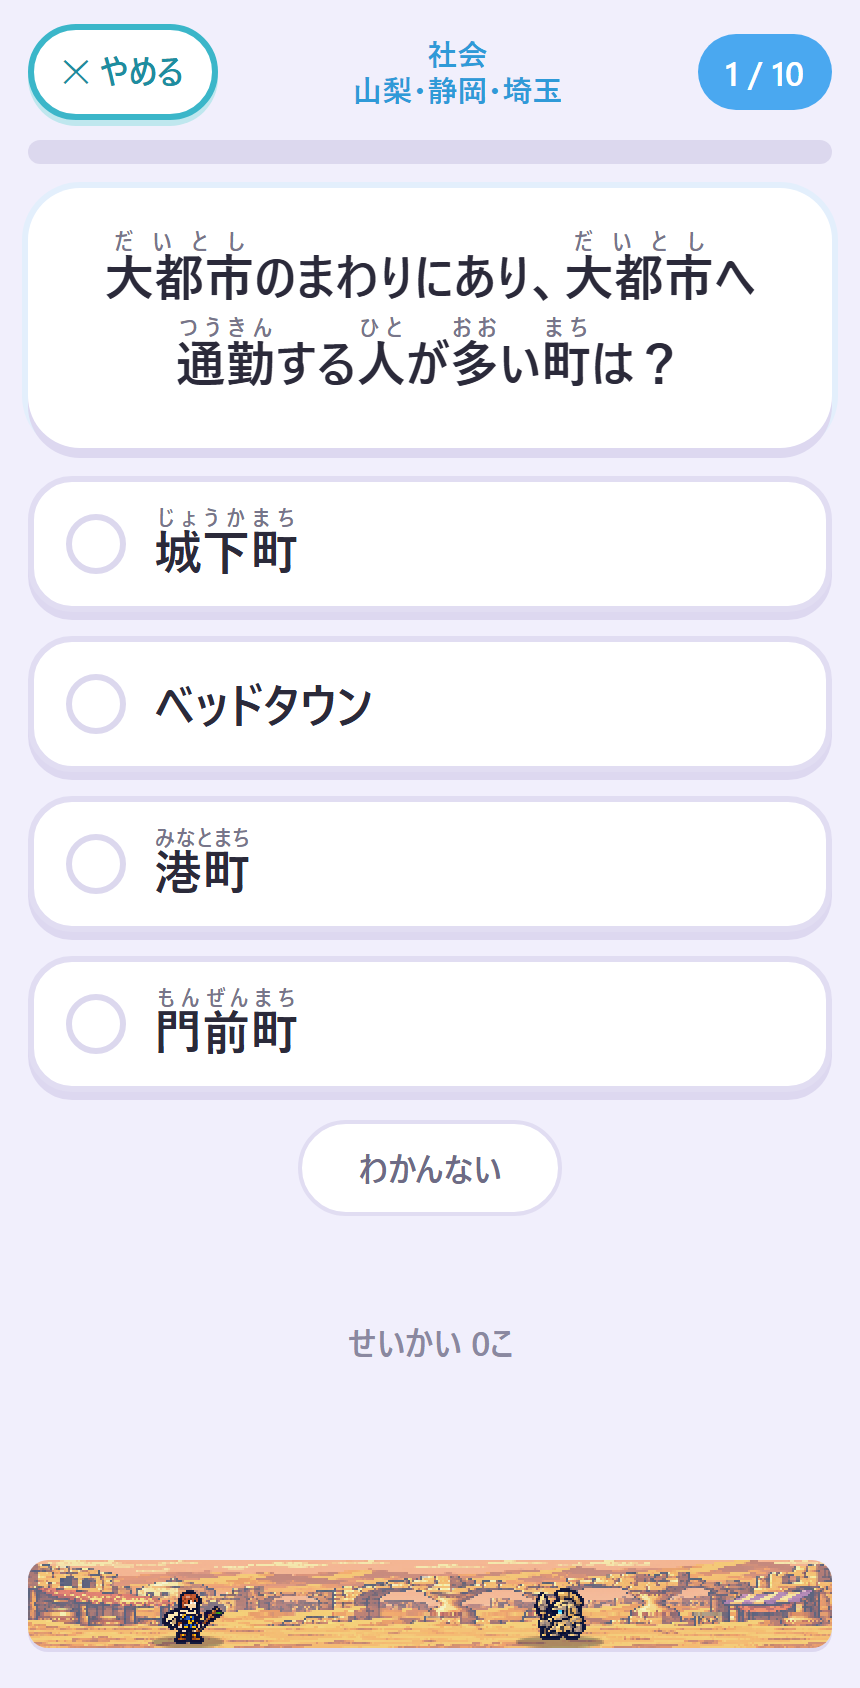 × やめる
社会
山梨・静岡・埼玉
1 / 10
だいとし だいとし
大都市のまわりにあり、大都市へ
つうきん ひと おお まち
通勤する人が多い町は？
じょうかまち
城下町
ベッドタウン
みなとまち
港町
もんぜんまち
門前町
わかんない
せいかい 0こ